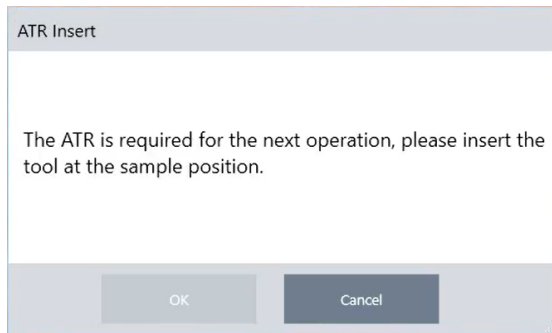 ATR Insert
The ATR is required for the next operation, please insert the
tool at the sample position.
OK
Cancel